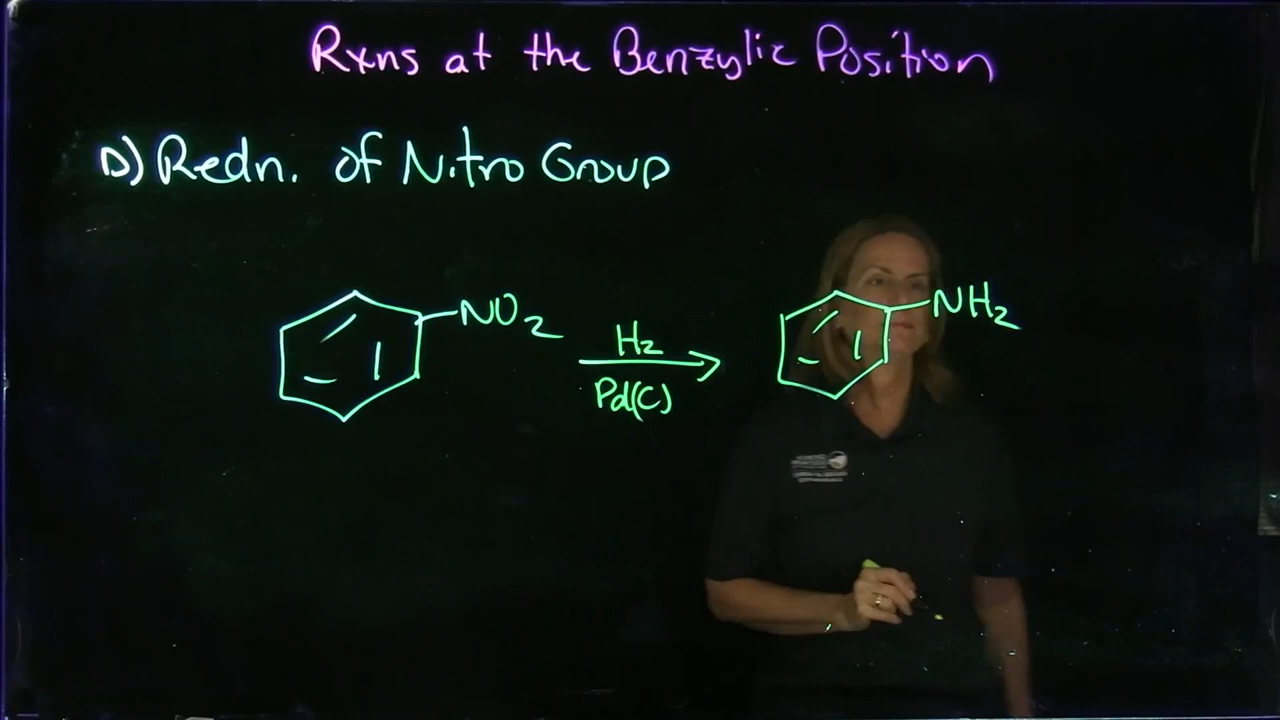 Rxns at the Benzylic Position
D) Redn. of Nitro Group
NO2
H2
Pd(C)
NH2